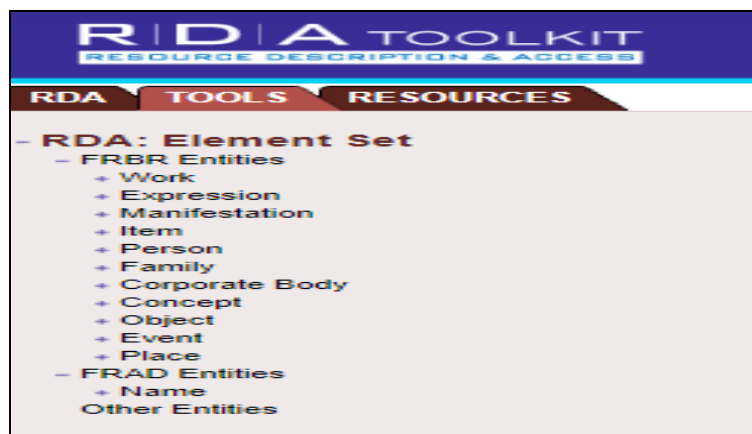 R|D|A TOOLKIT
RESOURCE DESCRIPTION & ACCESS
RDA TOOLS RESOURCES
– RDA: Element Set
– FRBR Entities
+ Work
+ Expression
+ Manifestation
+ Item
+ Person
+ Family
+ Corporate Body
+ Concept
+ Object
+ Event
+ Place
– FRAD Entities
+ Name
Other Entities